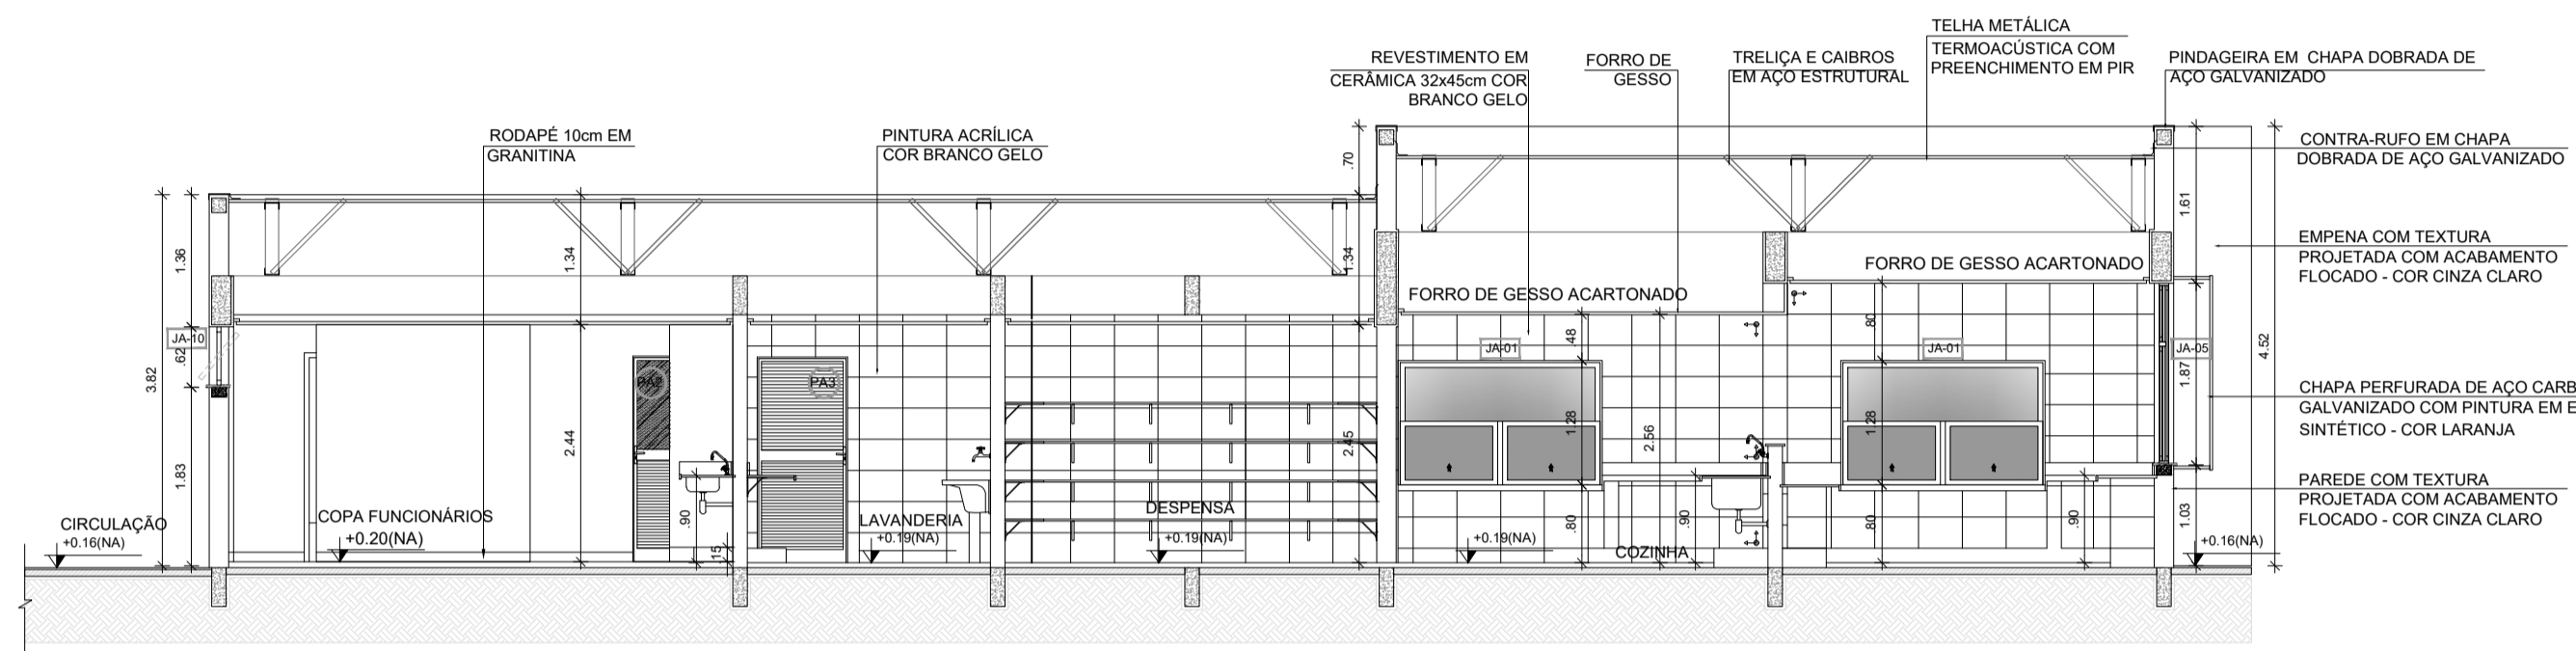 TELHA METÁLICA
TERMOACÚSTICA COM
PREENCHIMENTO EM PIR
REVESTIMENTO EM
CERÂMICA 32x45cm COR
BRANCO GELO
FORRO DE
GESSO
TRELIÇA E CAIBROS
EM AÇO ESTRUTURAL
PINDAGEIRA EM CHAPA DOBRADA DE
AÇO GALVANIZADO
RODAPÉ 10cm EM
GRANITINA
PINTURA ACRÍLICA
COR BRANCO GELO
CONTRA-RUFO EM CHAPA
DOBRADA DE AÇO GALVANIZADO
.70
1.61
EMPENA COM TEXTURA
PROJETADA COM ACABAMENTO
FLOCADO - COR CINZA CLARO
1.36
1.34
1.34
FORRO DE GESSO ACARTONADO
FORRO DE GESSO ACARTONADO
JA-10
.62
3.82
PA2
PA3
.48
.80
JA-01
JA-01
JA-05
1.87
4.52
CHAPA PERFURADA DE AÇO CARB
GALVANIZADO COM PINTURA EM E
SINTÉTICO - COR LARANJA
1.83
2.44
2.45
1.28
2.56
1.28
PAREDE COM TEXTURA
PROJETADA COM ACABAMENTO
FLOCADO - COR CINZA CLARO
CIRCULAÇÃO
+0.16(NA)
COPA FUNCIONÁRIOS
+0.20(NA)
.90
.15
LAVANDERIA
+0.19(NA)
DESPENSA
+0.19(NA)
+0.19(NA)
.80
COZINHA
.90
.80
.90
1.03
+0.16(NA)